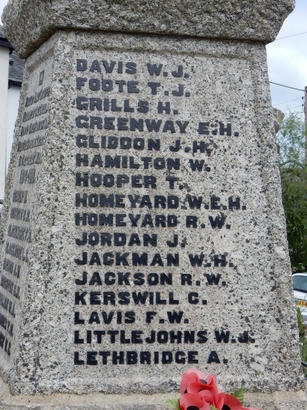 DAVIS W. J.
FOOTE T. J.
GRILLS H.
GREENWAY E. H.
GLIDDON J. H.
HAMILTON W.
HOOPER T.
HOMEYARD W. E. H.
HOMEYARD R. W.
JORDAN J.
JACKMAN W. H.
JACKSON R. W.
KERSWILL C.
LAVIS F. W.
LITTLEJOHNS W. J.
LETHBRIDGE A.